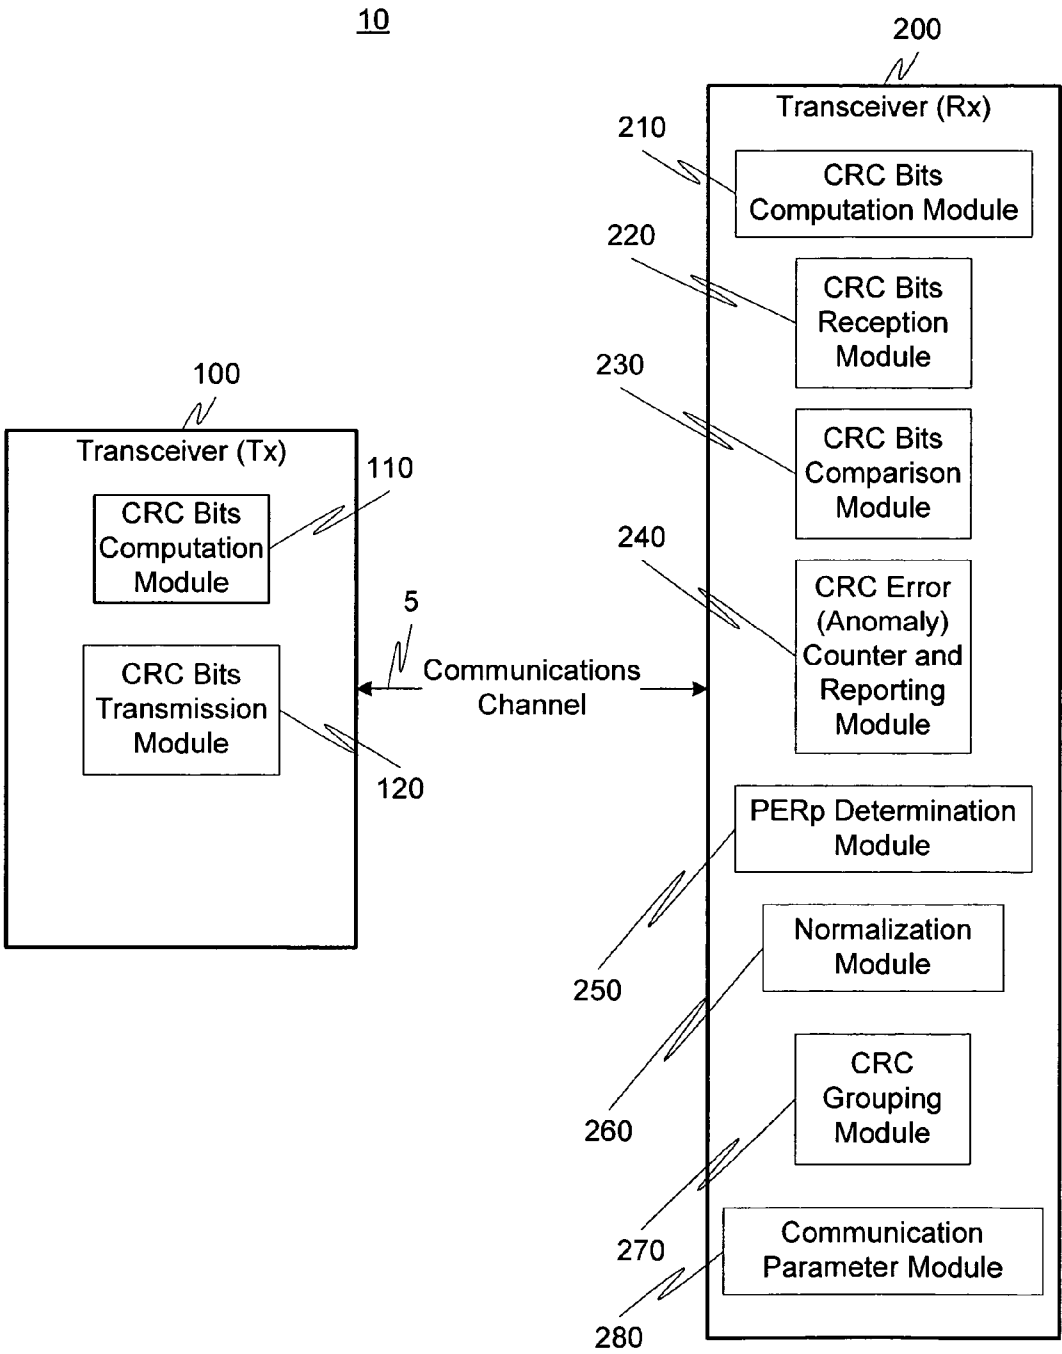 10
200
Transceiver (Rx)
210
CRC Bits
Computation Module
220
CRC Bits
Reception
Module
230
CRC Bits
Comparison
Module
240
CRC Error
(Anomaly)
Counter and
Reporting
Module
100
Transceiver (Tx)
110
CRC Bits
Computation
Module
CRC Bits
Transmission
Module
120
5
Communications
Channel
PERp Determination
Module
250
Normalization
Module
260
CRC
Grouping
Module
270
Communication
Parameter Module
280